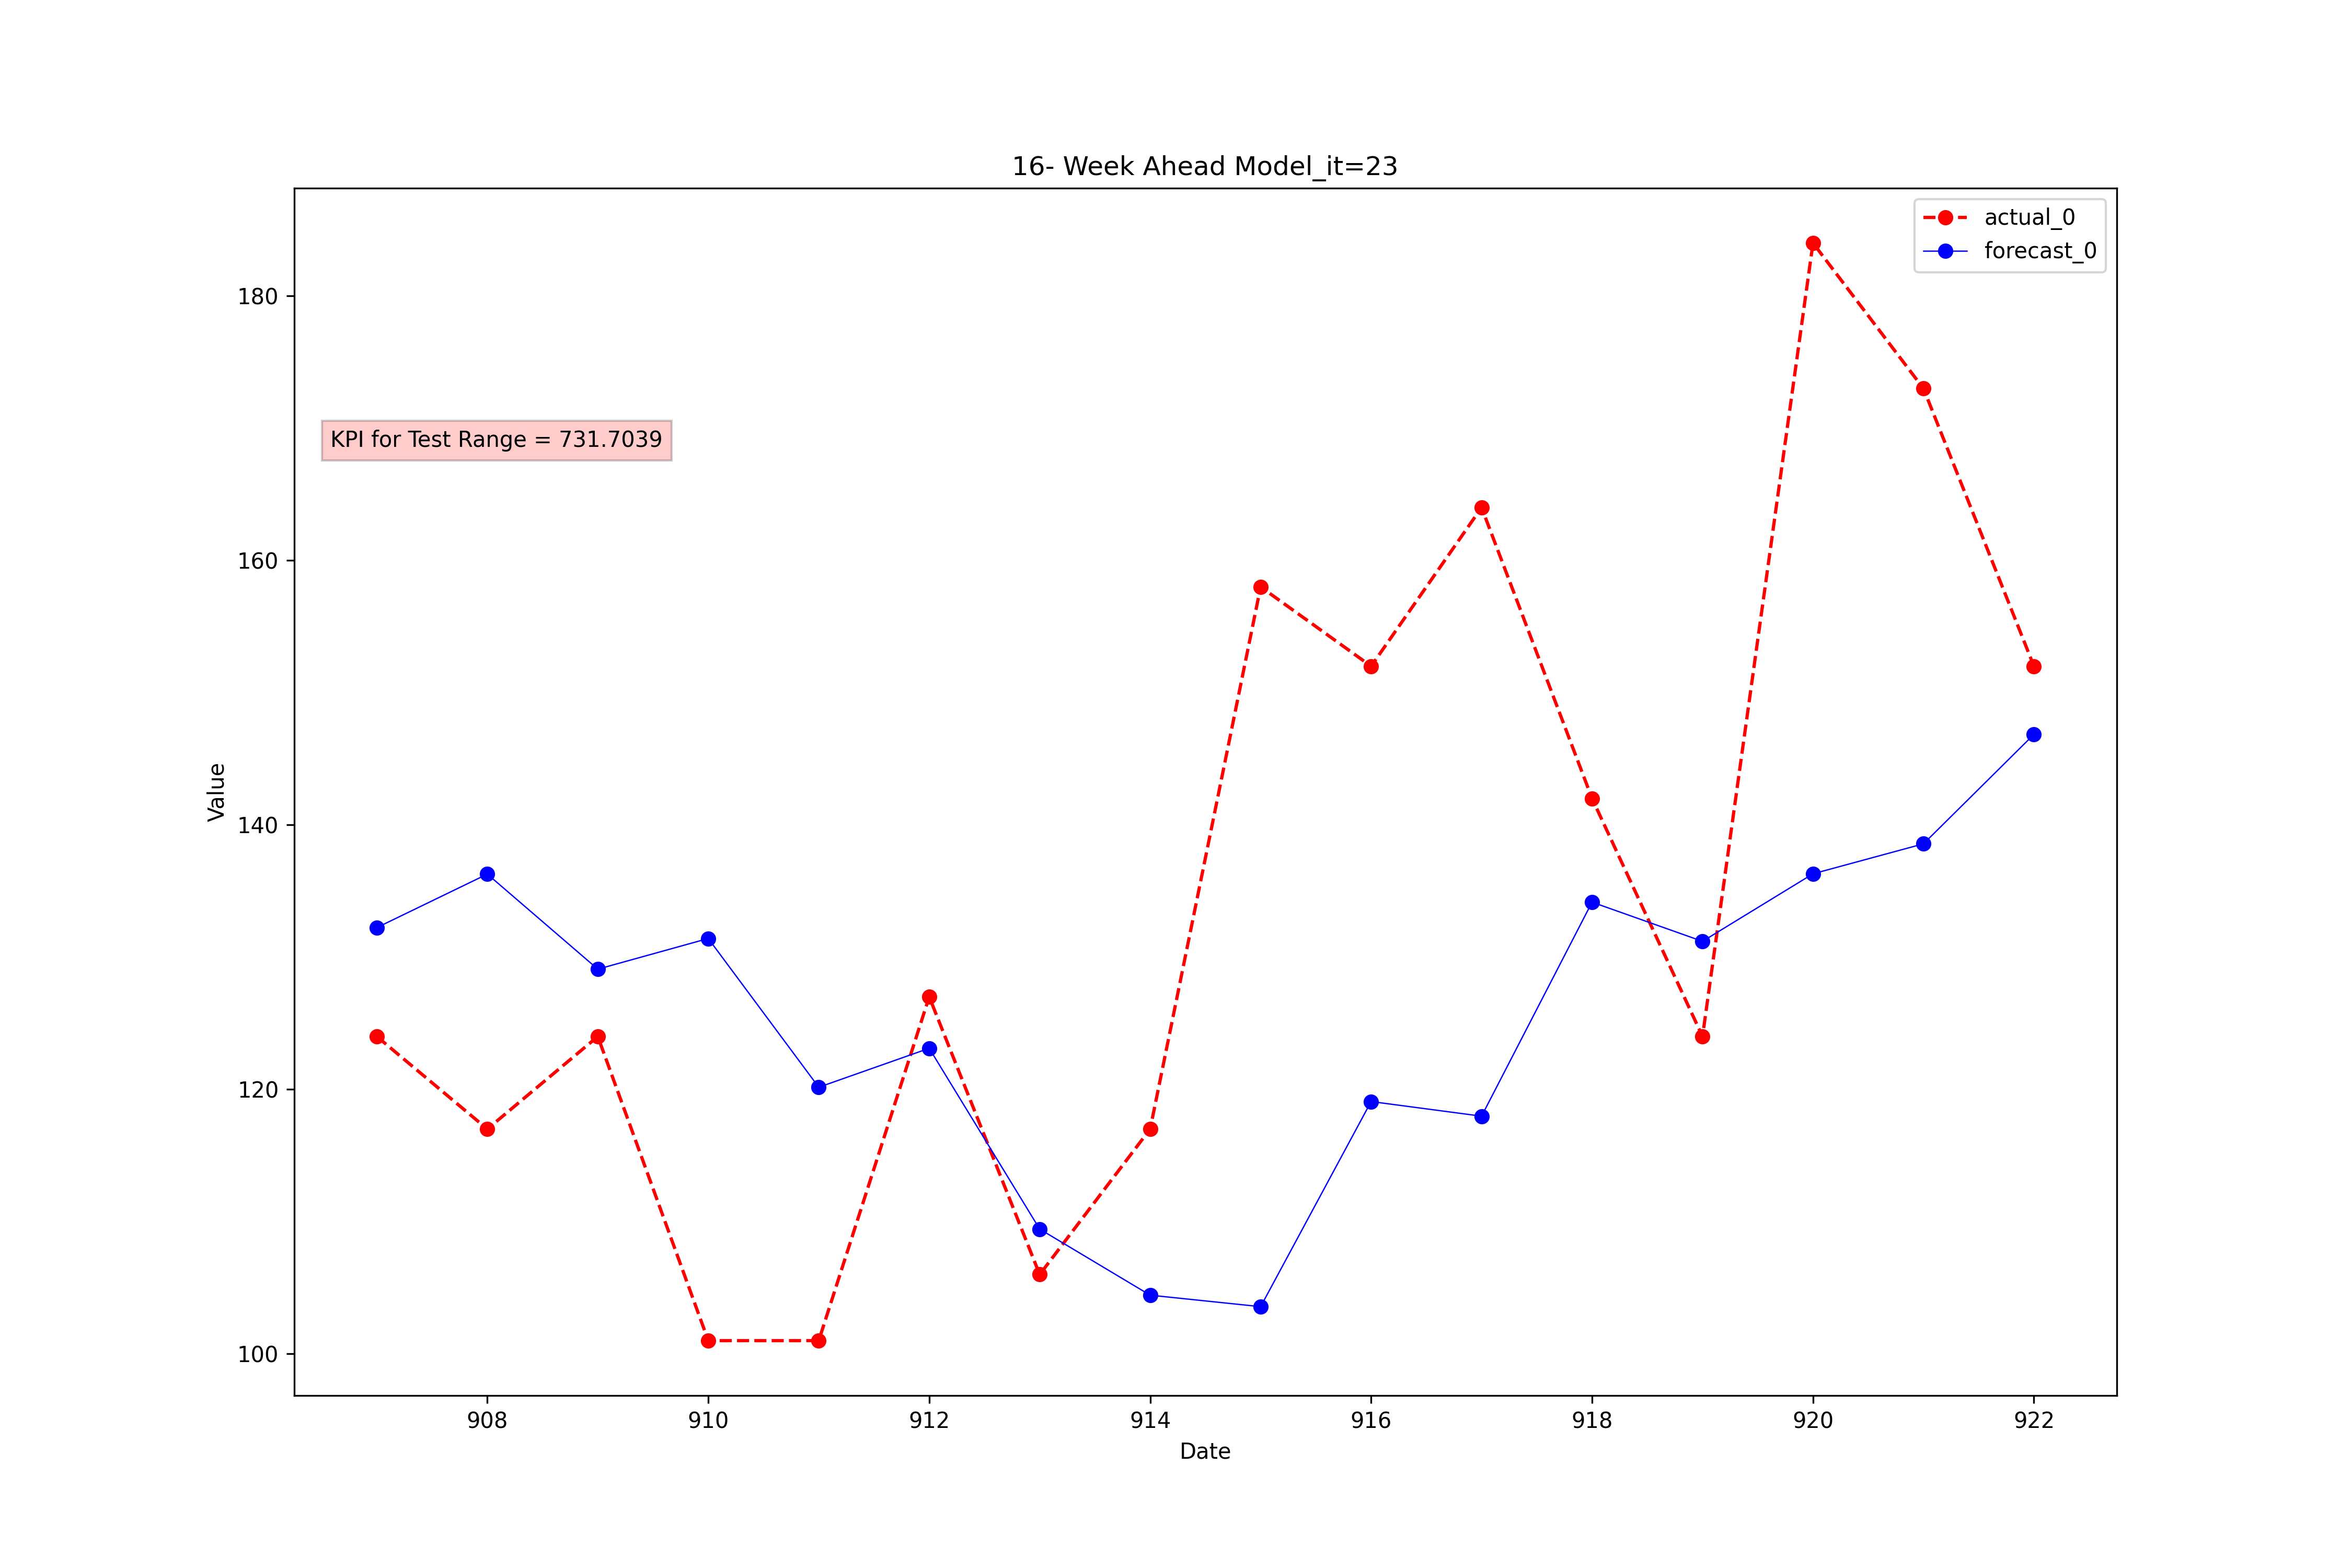 16- Week Ahead Model_it=23
actual_0
forecast_0
KPI for Test Range = 731.7039
Value
180
160
140
120
100
908 910 912 914 916 918 920 922
Date